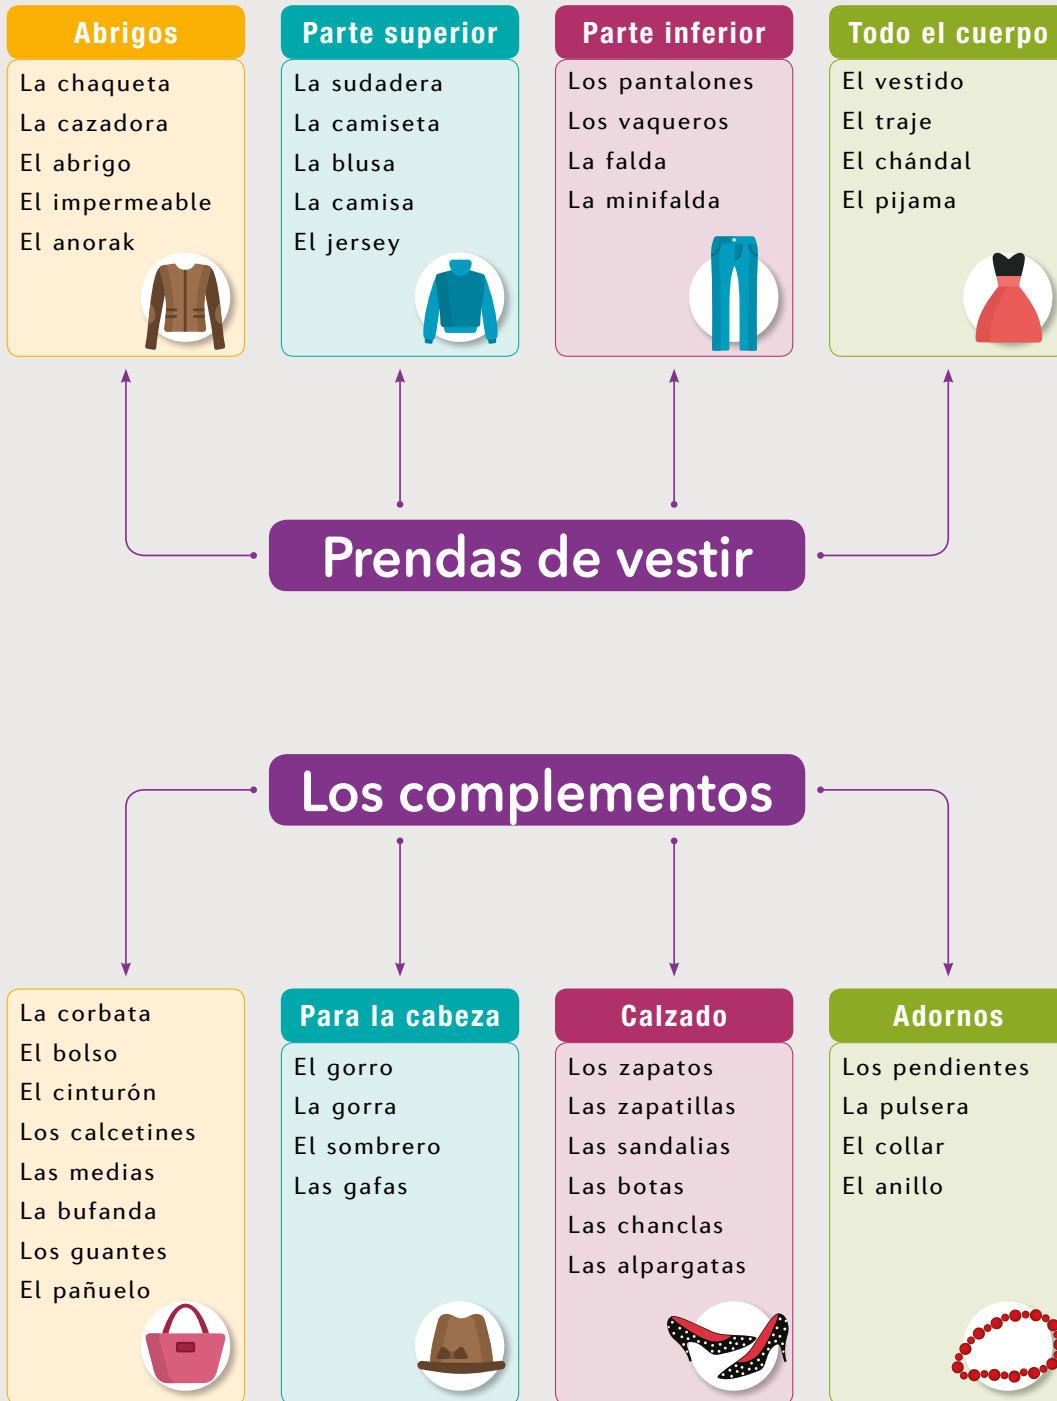 Abrigos
La chaqueta
La cazadora
El abrigo
El impermeable
El anorak
Parte superior
La sudadera
La camiseta
La blusa
La camisa
El jersey
Parte inferior
Los pantalones
Los vaqueros
La falda
La minifalda
Todo el cuerpo
El vestido
El traje
El chándal
El pijama
Prendas de vestir
Los complementos
La corbata
El bolso
El cinturón
Los calcetines
Las medias
La bufanda
Los guantes
El pañuelo
Para la cabeza
El gorro
La gorra
El sombrero
Las gafas
Calzado
Los zapatos
Las zapatillas
Las sandalias
Las botas
Las chanclas
Las alpargatas
Adornos
Los pendientes
La pulsera
El collar
El anillo